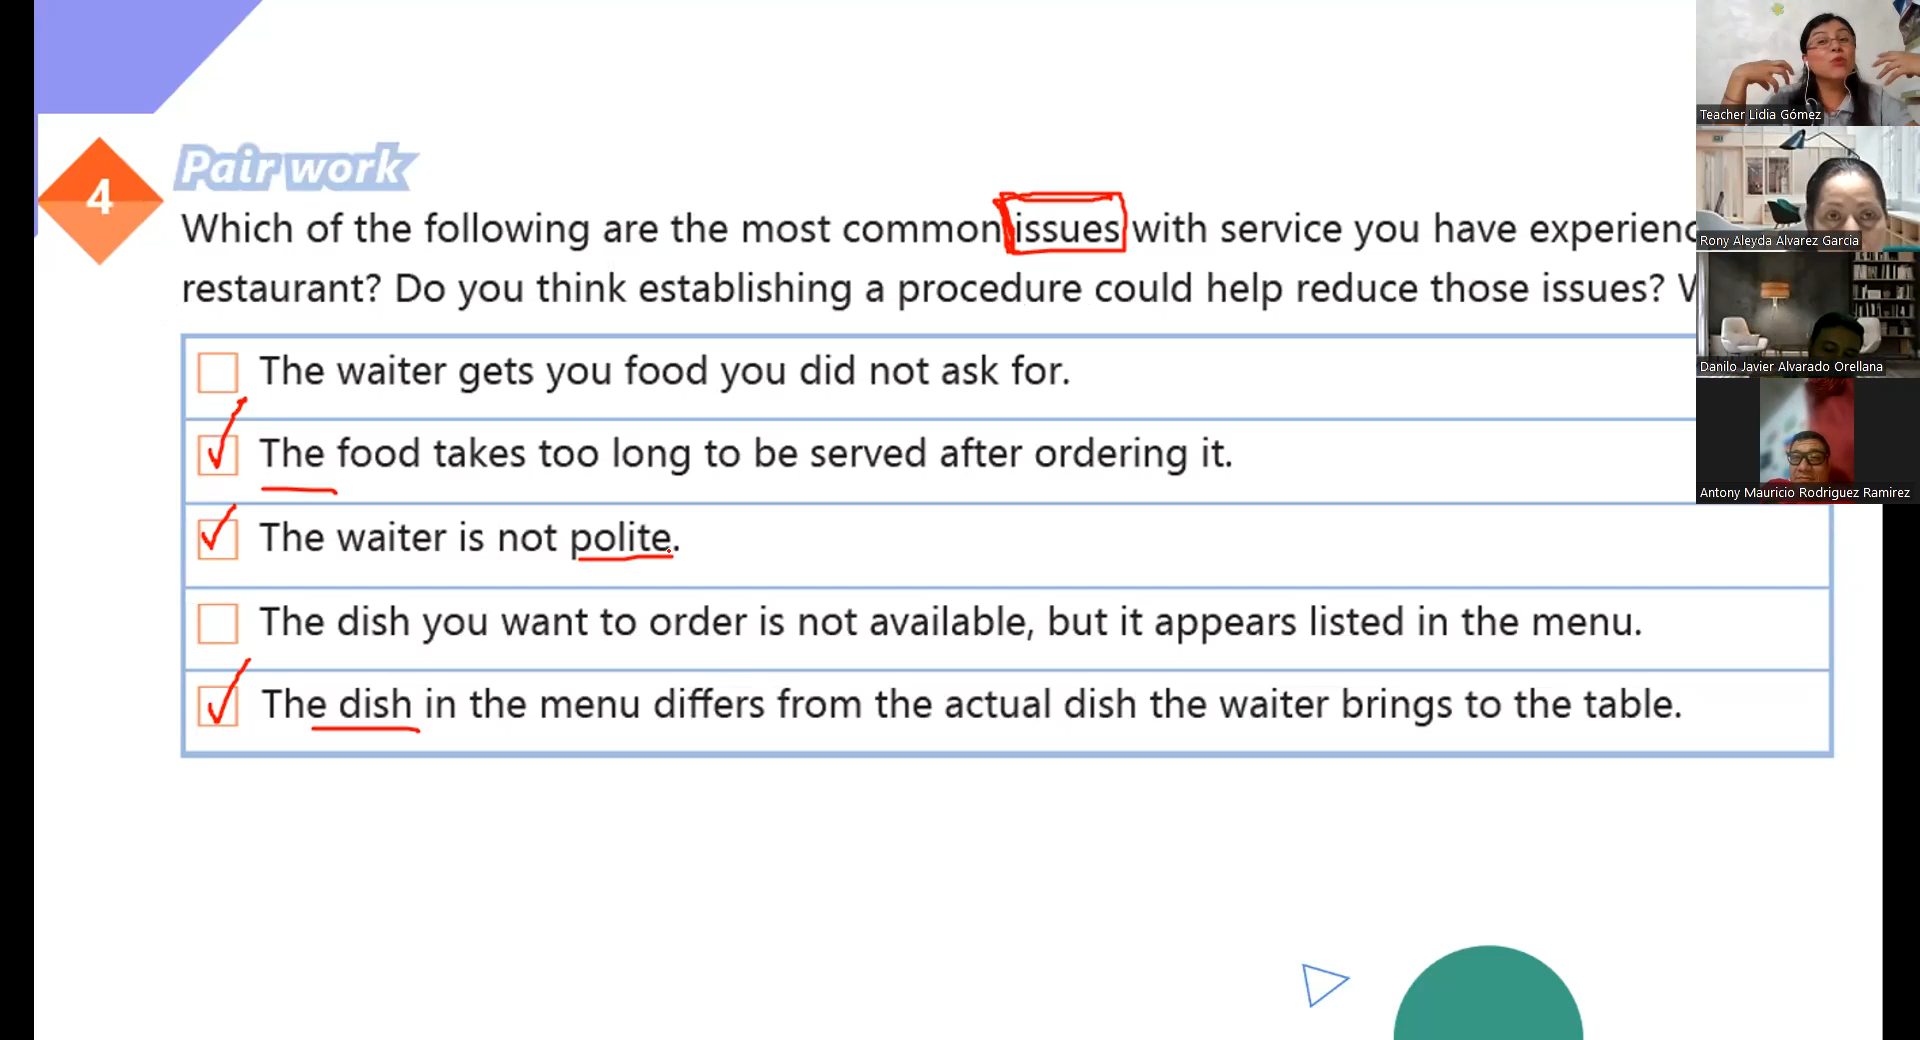 4
Pair work
Which of the following are the most common issues with service you have experienc
restaurant? Do you think establishing a procedure could help reduce those issues?
The waiter gets you food you did not ask for.
The food takes too long to be served after ordering it.
The waiter is not polite.
The dish you want to order is not available, but it appears listed in the menu.
The dish in the menu differs from the actual dish the waiter brings to the table.
Teacher Lidia Gómez
Rony Aleyda Alvarez Garcia
Danilo Javier Alvarado Orellana
Antony Mauricio Rodriguez Ramirez